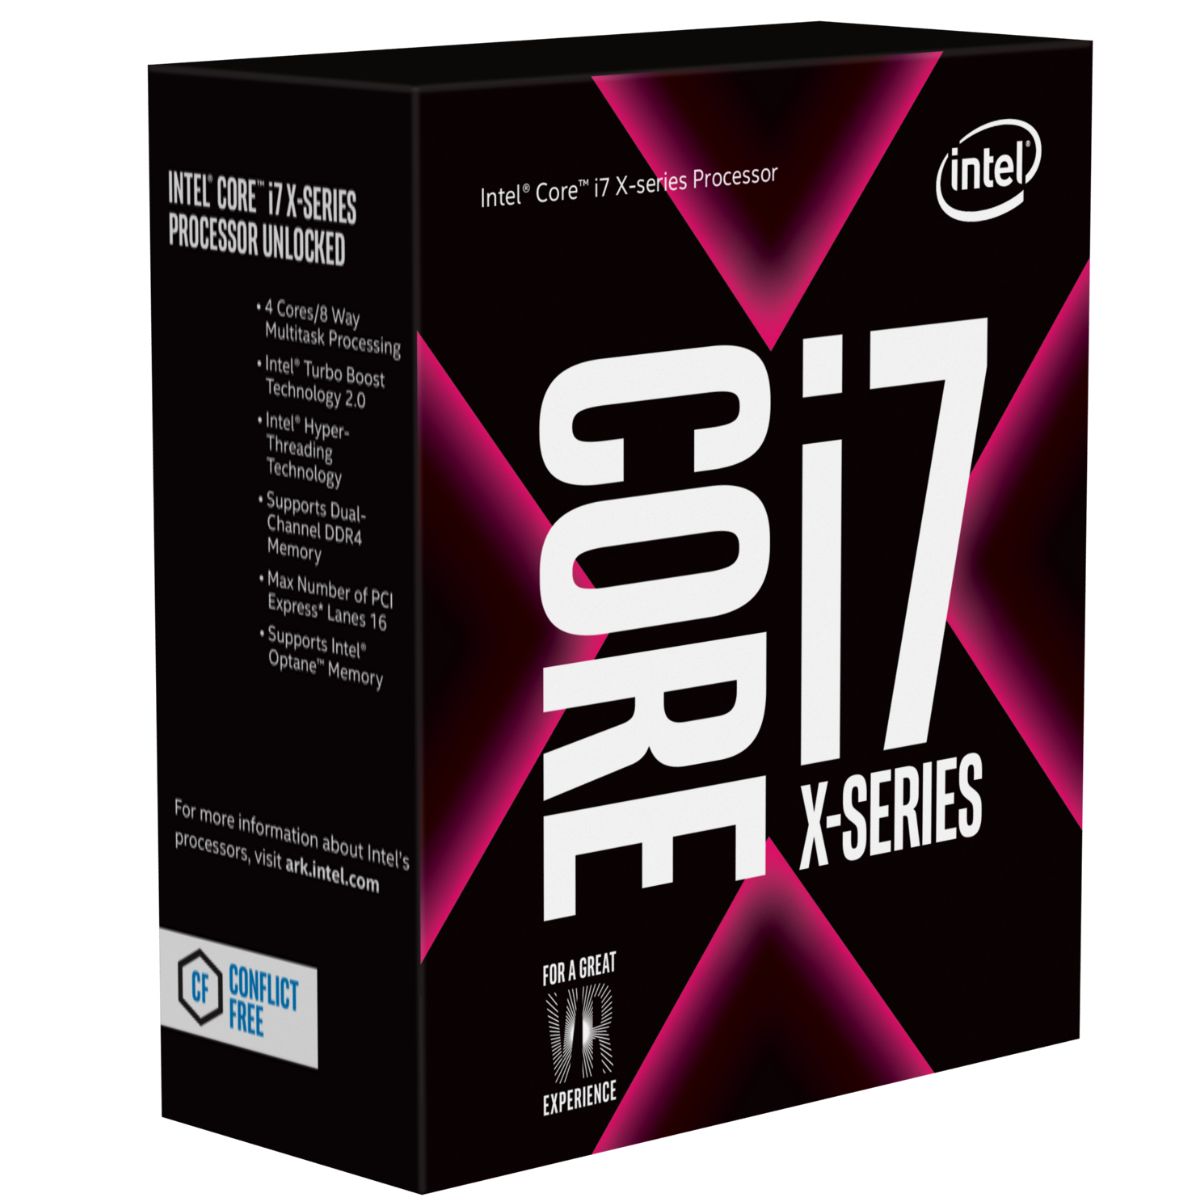 INTEL® CORE™ i7 X-SERIES
PROCESSOR UNLOCKED
• 4 Cores/8 Way
Multitask Processing
• Intel® Turbo Boost
Technology 2.0
• Intel® Hyper-
Threading
Technology
• Supports Dual-
Channel DDR4
Memory
• Max Number of PCI
Express* Lanes 16
• Supports Intel®
Optane™ Memory
For more information about Intel's
processors, visit ark.intel.com
CF
CONFLICT
FREE
Intel® Core™ i7 X-series Processor
intel®
CORE
i7
X-SERIES
FOR A GREAT
VR
EXPERIENCE